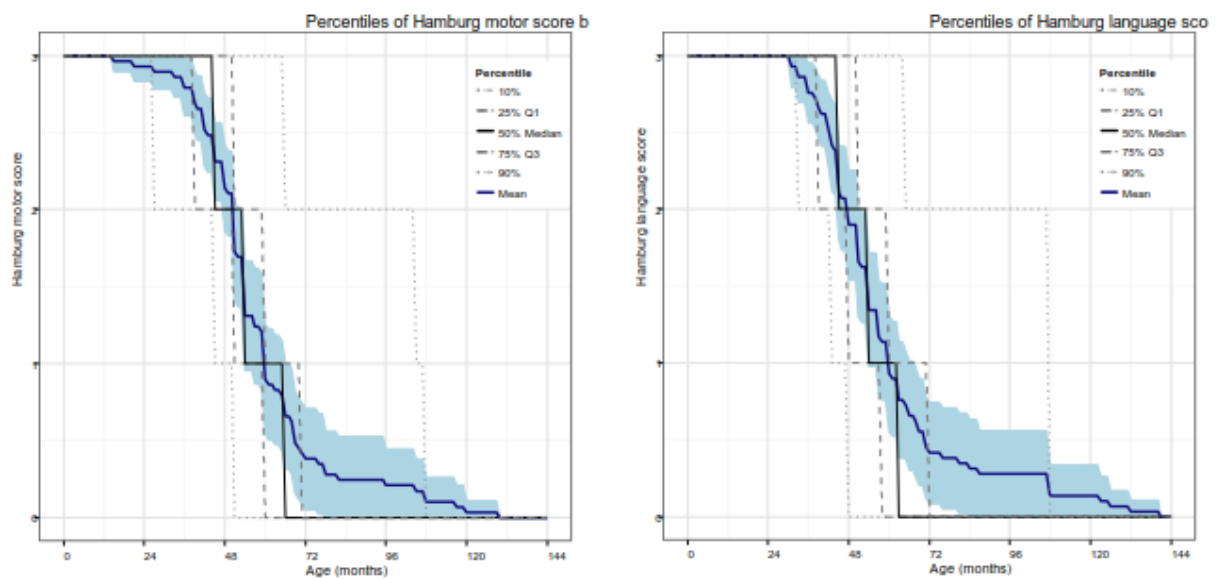 Percentiles of Hamburg motor score b
Hamburg motor score
3
2
1
0
Percentile
10%
25% Q1
50% Median
75% Q3
90%
Mean
0 24 48 72 96 120 144
Age (months)
Percentiles of Hamburg language sco
Hamburg language score
3
2
1
0
Percentile
10%
25% Q1
50% Median
75% Q3
90%
Mean
0 24 48 72 96 120 144
Age (months)